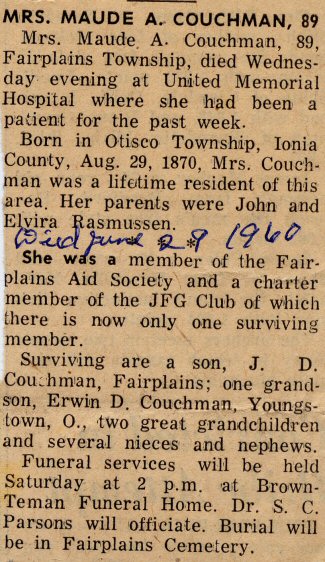 MRS. MAUDE A. COUCHMAN, 89
Mrs. Maude A. Couchman, 89,
Fairplains Township, died Wednes-
day evening at United Memorial
Hospital where she had been a
patient for the past week.
Born in Otisco Township, Ionia
County, Aug. 29, 1870, Mrs. Couch-
man was a lifetime resident of this
area. Her parents were John and
Elvira Rasmussen.
Died June 29 1960
She was a member of the Fair-
plains Aid Society and a charter
member of the JFG Club of which
there is now only one surviving
member.
Surviving are a son, J. D.
Couchman, Fairplains; one grand-
son, Erwin D. Couchman, Youngs-
town, O., two great grandchildren
and several nieces and nephews.
Funeral services will be held
Saturday at 2 p.m. at Brown-
Teman Funeral Home. Dr. S. C.
Parsons will officiate. Burial will
be in Fairplains Cemetery.